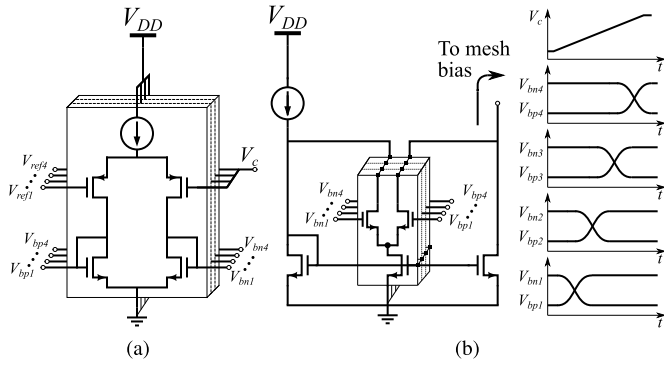 V_DD
V_ref4
V_ref1
V_c
V_bp4
V_bp1
V_bn4
V_bn1
(a)
V_DD
To mesh
bias
V_bn4
V_bn1
V_bp4
V_bp1
(b)
V_c
t
V_bn4
V_bp4
t
V_bn3
V_bp3
t
V_bn2
V_bp2
t
V_bn1
V_bp1
t